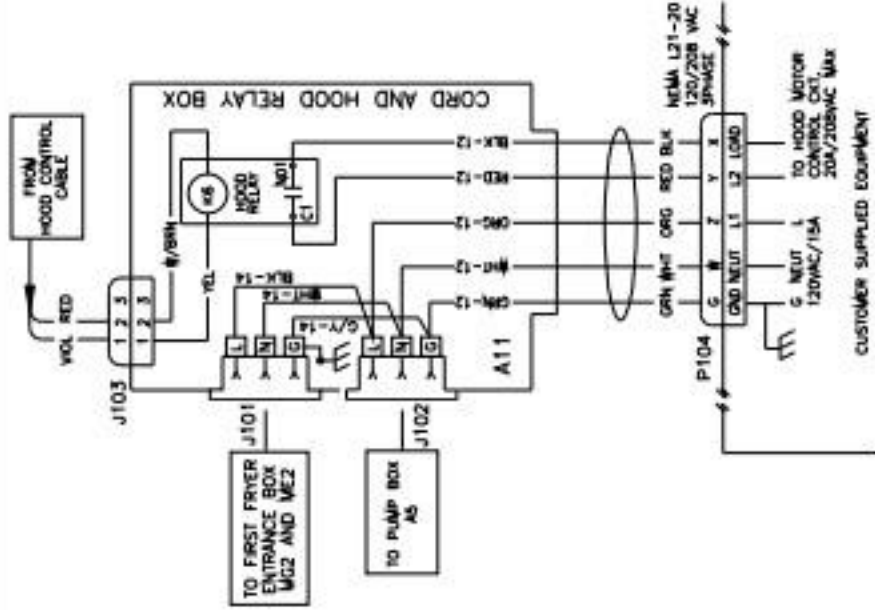 FROM
HOOD CONTROL
CABLE
VIOL RED
J103
1 2 3
1 2 3
W/BRN
YEL
K6
HOOD
RELAY
C1
NO1
CORD AND HOOD RELAY BOX
BLK-14
WHT-14
G/Y-14
L
N
G
L
N
G
J101
J102
A11
TO FIRST FRYER
ENTRANCE BOX
MG2 AND ME2
TO PUMP BOX
A5
BLK-12
RED-12
ORG-12
WHT-12
GRN-12
GRN WHT ORG RED BLK
NEMA L21-20
120/208 VAC
3PHASE
P104
G W Z Y X
GND NEUT L1 L2 LOAD
G NEUT L
120VAC/15A
TO HOOD MOTOR
CONTROL CKT.
20A/208VAC MAX
CUSTOMER SUPPLIED EQUIPMENT